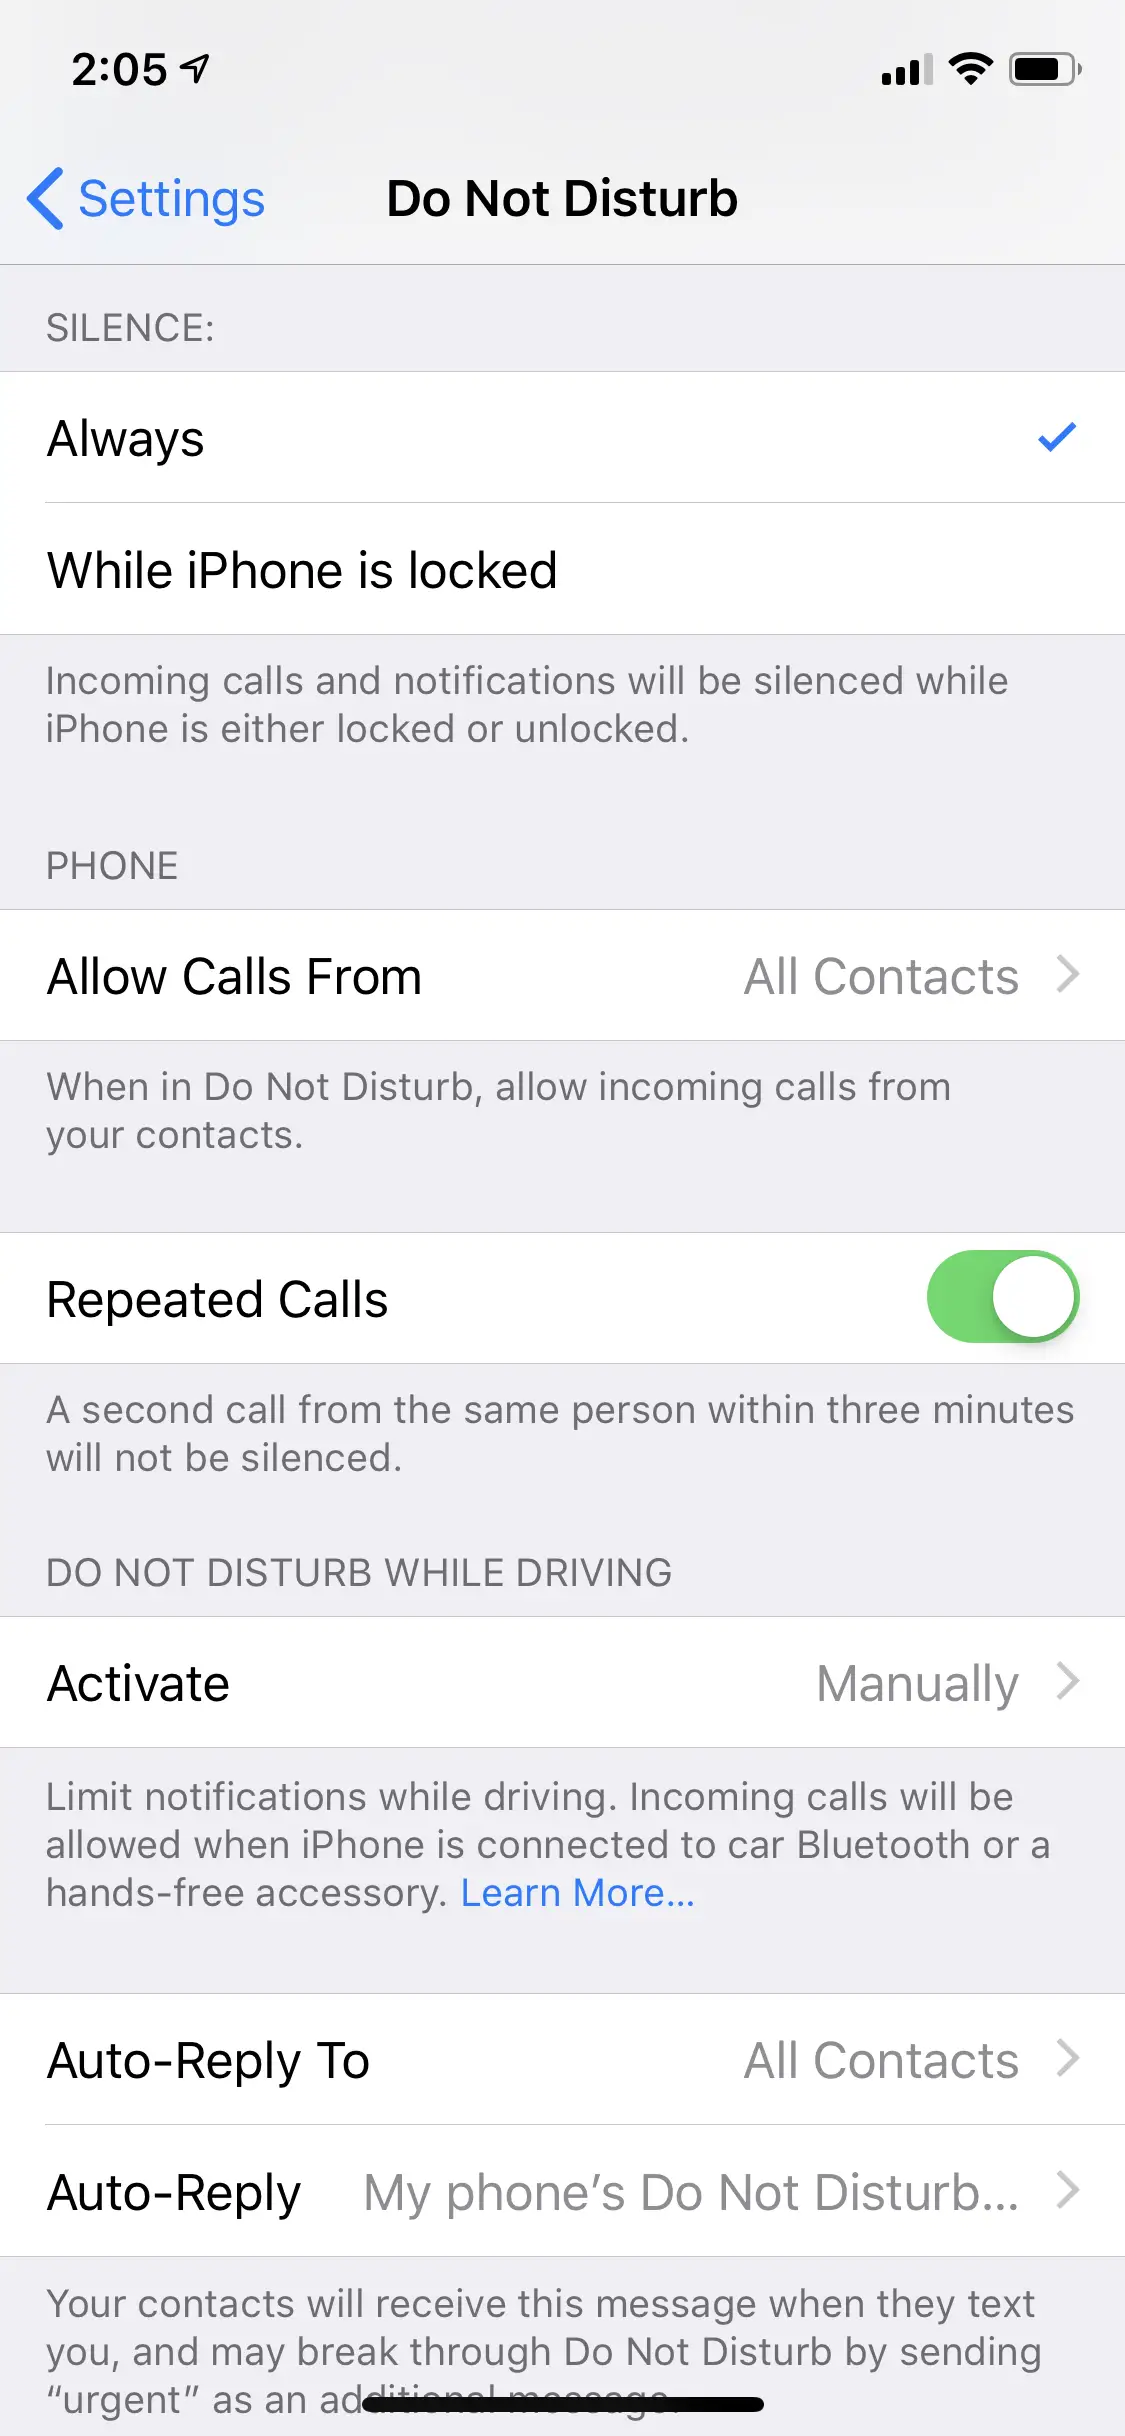 2:05
Settings
Do Not Disturb
SILENCE:
Always
While iPhone is locked
Incoming calls and notifications will be silenced while
iPhone is either locked or unlocked.
PHONE
Allow Calls From All Contacts
When in Do Not Disturb, allow incoming calls from
your contacts.
Repeated Calls
A second call from the same person within three minutes
will not be silenced.
DO NOT DISTURB WHILE DRIVING
Activate Manually
Limit notifications while driving. Incoming calls will be
allowed when iPhone is connected to car Bluetooth or a
hands-free accessory. Learn More...
Auto-Reply To All Contacts
Auto-Reply My phone’s Do Not Disturb...
Your contacts will receive this message when they text
you, and may break through Do Not Disturb by sending
“urgent” as an additional message.